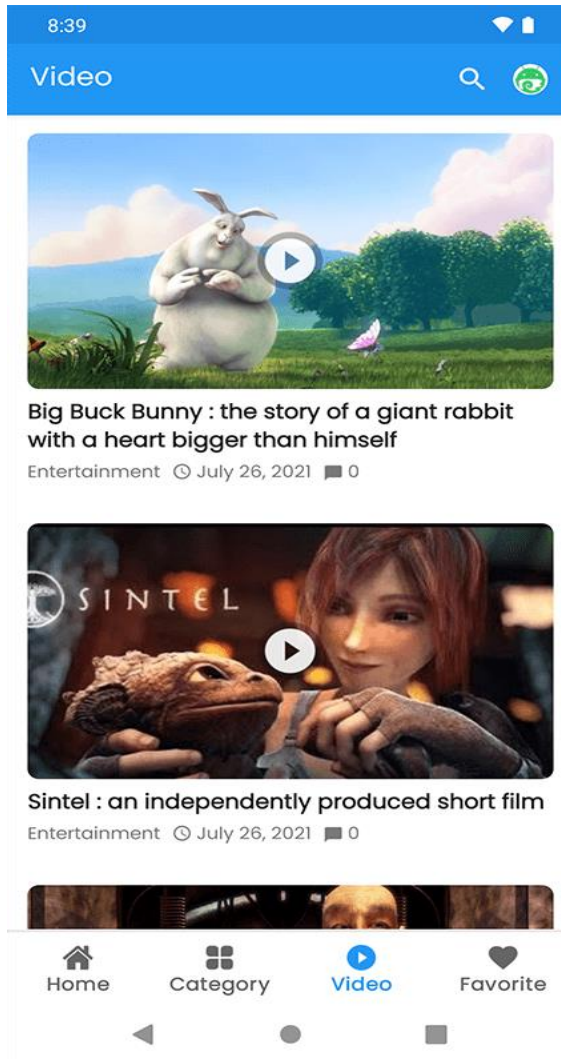 8:39
Video
Big Buck Bunny : the story of a giant rabbit
with a heart bigger than himself
Entertainment July 26, 2021 0
SINTEL
Sintel : an independently produced short film
Entertainment July 26, 2021 0
Home Category Video Favorite